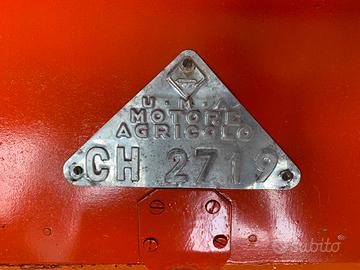 U·M·A
MOTORE
AGRICOLO
CH 2719
subito